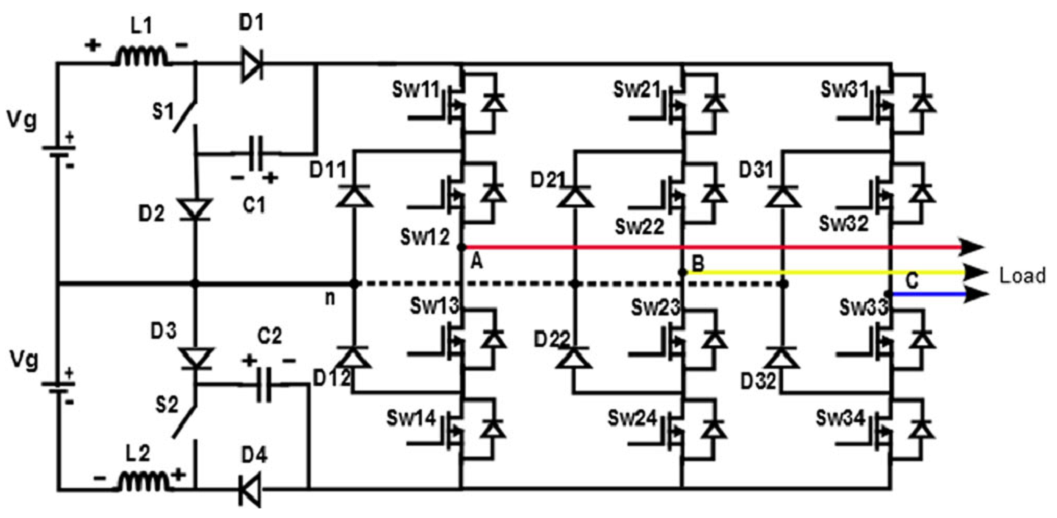 L1
D1
+
-
Vg
+
-
S1
C1
-
+
D2
Sw11
Sw21
Sw31
D11
D21
D31
Sw12
Sw22
Sw32
A
B
C
Load
n
D3
C2
+
-
Vg
+
-
S2
L2
-
+
D4
Sw13
Sw23
Sw33
D12
D22
D32
Sw14
Sw24
Sw34